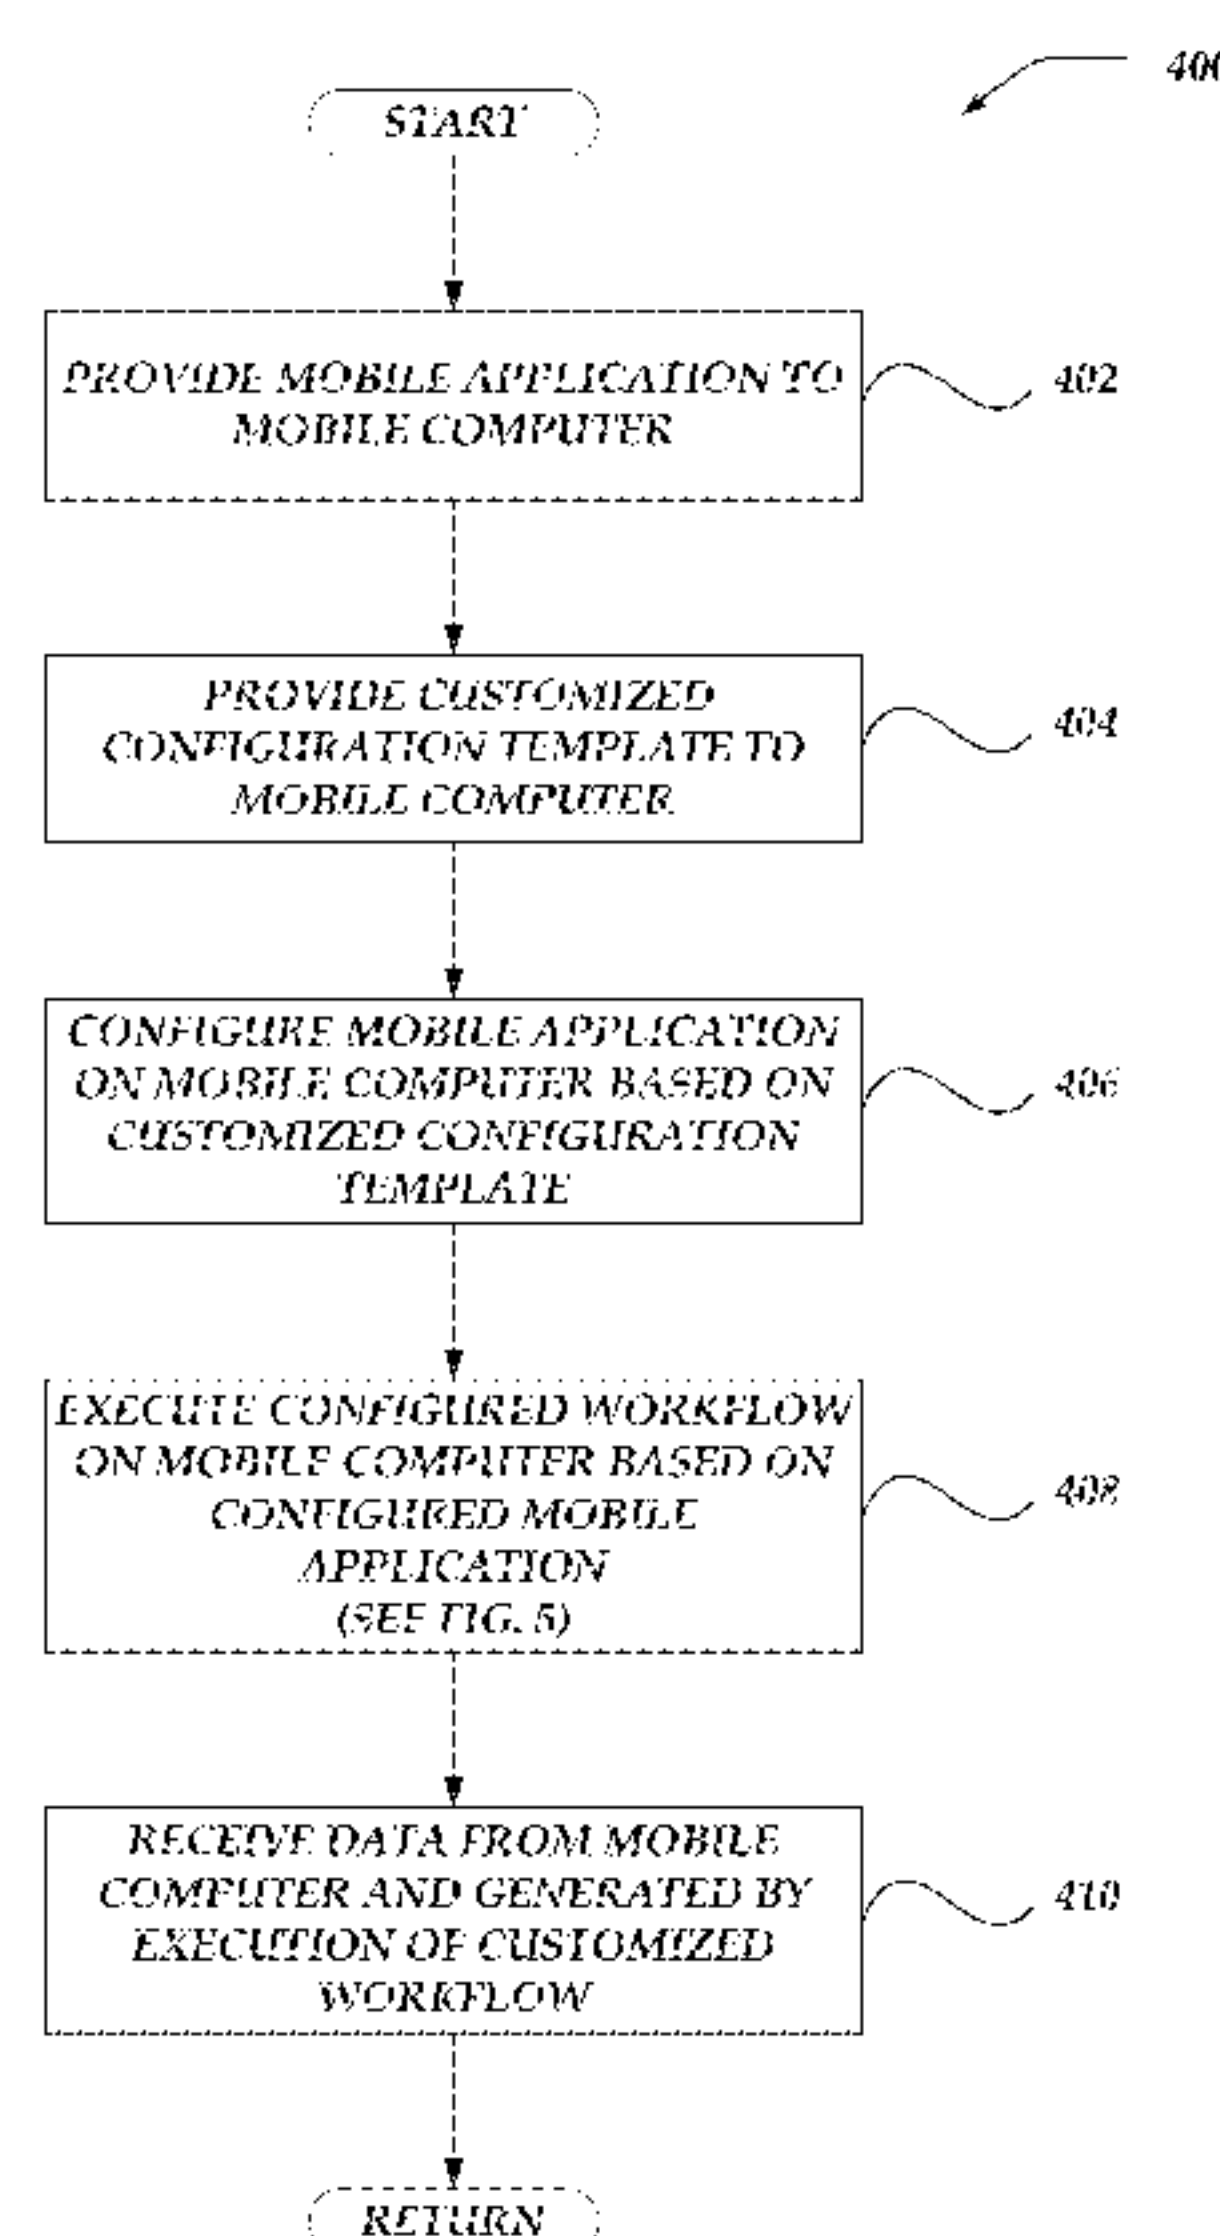 400
START
PROVIDE MOBILE APPLICATION TO
MOBILE COMPUTER
402
PROVIDE CUSTOMIZED
CONFIGURATION TEMPLATE TO
MOBILE COMPUTER
404
CONFIGURE MOBILE APPLICATION
ON MOBILE COMPUTER BASED ON
CUSTOMIZED CONFIGURATION
TEMPLATE
406
EXECUTE CONFIGURED WORKFLOW
ON MOBILE COMPUTER BASED ON
CONFIGURED MOBILE
APPLICATION
(SEE FIG. 5)
408
RECEIVE DATA FROM MOBILE
COMPUTER AND GENERATED BY
EXECUTION OF CUSTOMIZED
WORKFLOW
410
RETURN